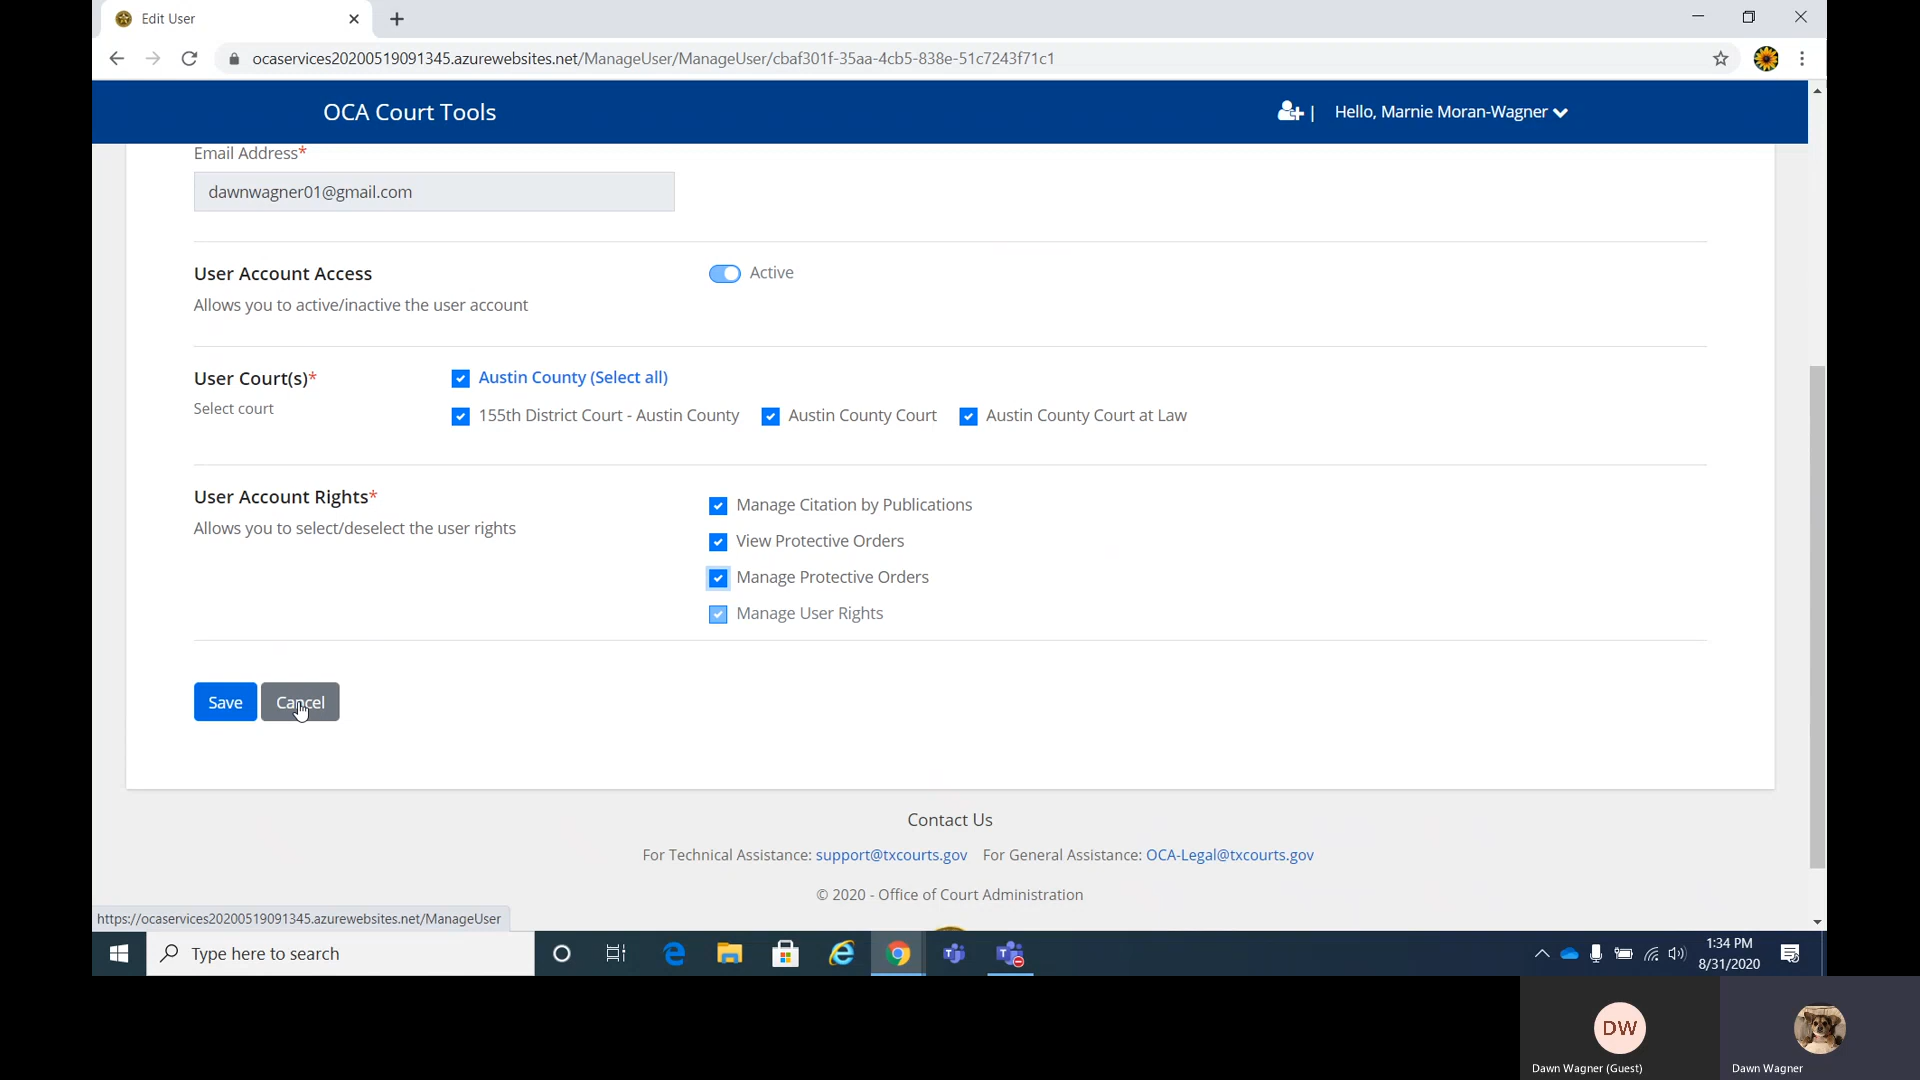 Edit User
ocaservices20200519091345.azurewebsites.net/ManageUser/ManageUser/cbaf301f-35aa-4cb5-838e-51c7243f71c1
OCA Court Tools
| Hello, Marnie Moran-Wagner
Email Address*
dawnwagner01@gmail.com
User Account Access
Active
Allows you to active/inactive the user account
User Court(s)*
Austin County (Select all)
Select court
155th District Court - Austin County
Austin County Court
Austin County Court at Law
User Account Rights*
Manage Citation by Publications
Allows you to select/deselect the user rights
View Protective Orders
Manage Protective Orders
Manage User Rights
Save
Cancel
Contact Us
For Technical Assistance: support@txcourts.gov For General Assistance: OCA-Legal@txcourts.gov
© 2020 - Office of Court Administration
https://ocaservices20200519091345.azurewebsites.net/ManageUser
Type here to search
1:34 PM
8/31/2020
DW
Dawn Wagner (Guest)
Dawn Wagner